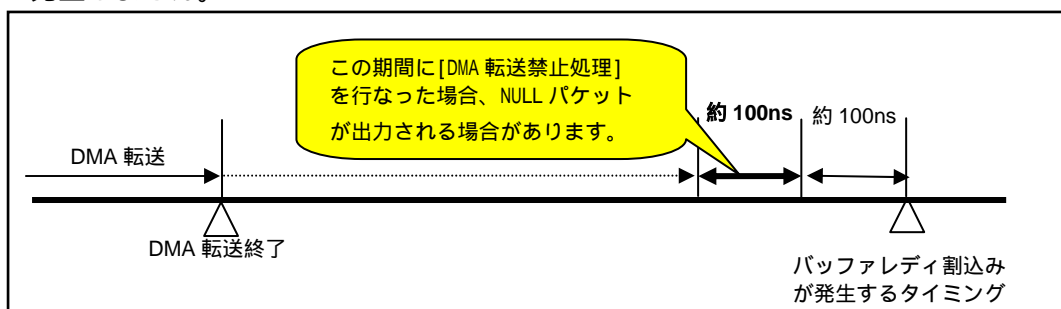 この期間に[DMA 転送禁止処理]
を行なった場合、NULL パケット
が出力される場合があります。
約 100ns
約 100ns
DMA 転送
DMA 転送終了
バッファレディ割込み
が発生するタイミング